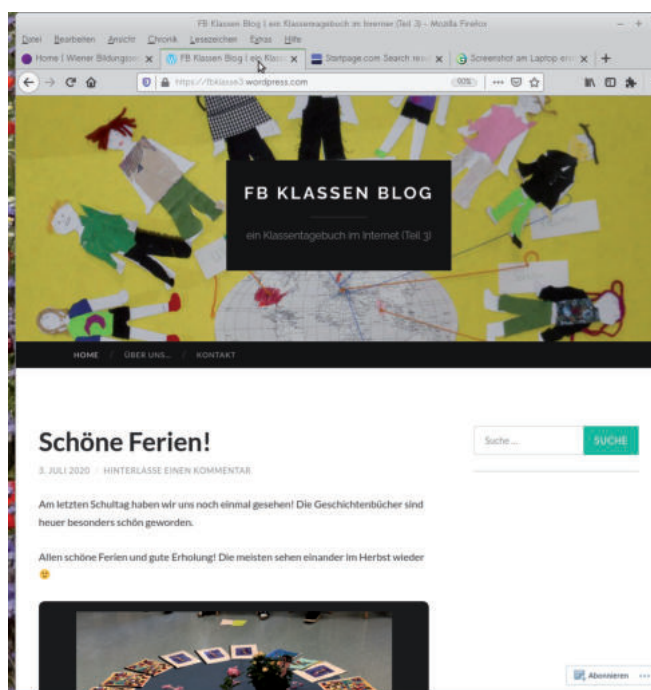 FB Klassen Blog | ein Klassentagebuch im Internet (Teil 3) - Mozilla Firefox
Datei Bearbeiten Ansicht Chronik Lesezeichen Extras Hilfe
Home | Wiener Bildungsser FB Klassen Blog | ein Klass Startpage.com Search resu Screenshot am Laptop erst
https://fbklasse3.wordpress.com 90%
FB KLASSEN BLOG
ein Klassentagebuch im Internet (Teil 3)
HOME / ÜBER UNS... / KONTAKT
Schöne Ferien!
Suche ... SUCHE
3. JULI 2020 / HINTERLASSE EINEN KOMMENTAR
Am letzten Schultag haben wir uns noch einmal gesehen! Die Geschichtenbücher sind
heuer besonders schön geworden.
Allen schöne Ferien und gute Erholung! Die meisten sehen einander im Herbst wieder
Abonnieren